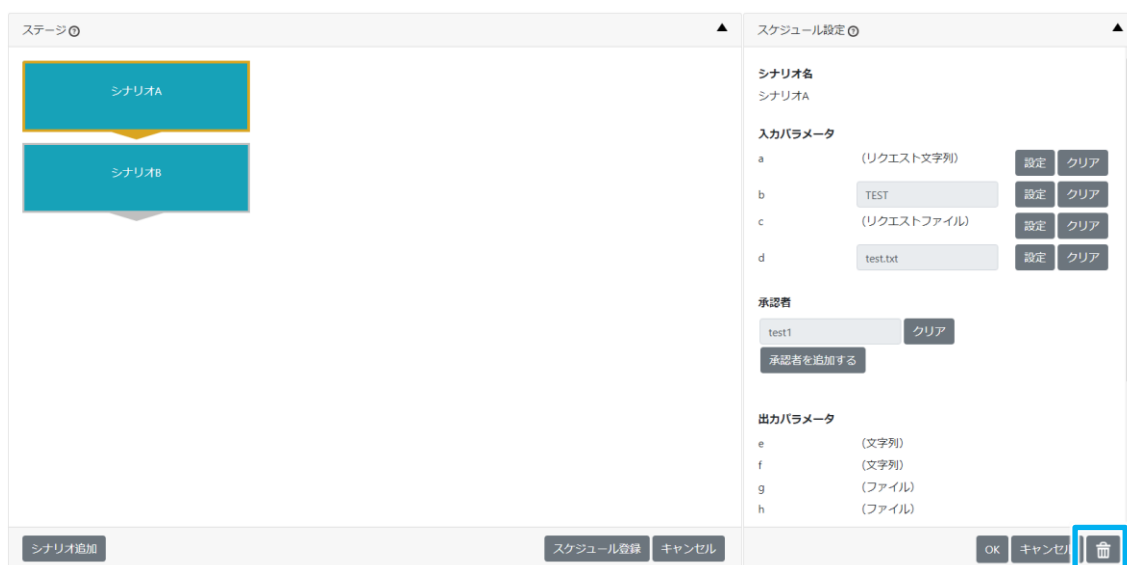 ステージ
シナリオA
シナリオB
シナリオ追加
スケジュール登録 キャンセル
スケジュール設定
シナリオ名
シナリオA
入力パラメータ
a (リクエスト文字列) 設定 クリア
b TEST 設定 クリア
c (リクエストファイル) 設定 クリア
d test.txt 設定 クリア
承認者
test1 クリア
承認者を追加する
出力パラメータ
e (文字列)
f (文字列)
g (ファイル)
h (ファイル)
OK キャンセル